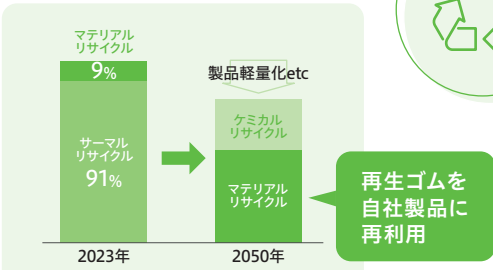 マテリアル
リサイクル
9%
サーマル
リサイクル
91%
2023年
製品軽量化etc
ケミカル
リサイクル
マテリアル
リサイクル
2050年
再生ゴムを
自社製品に
再利用